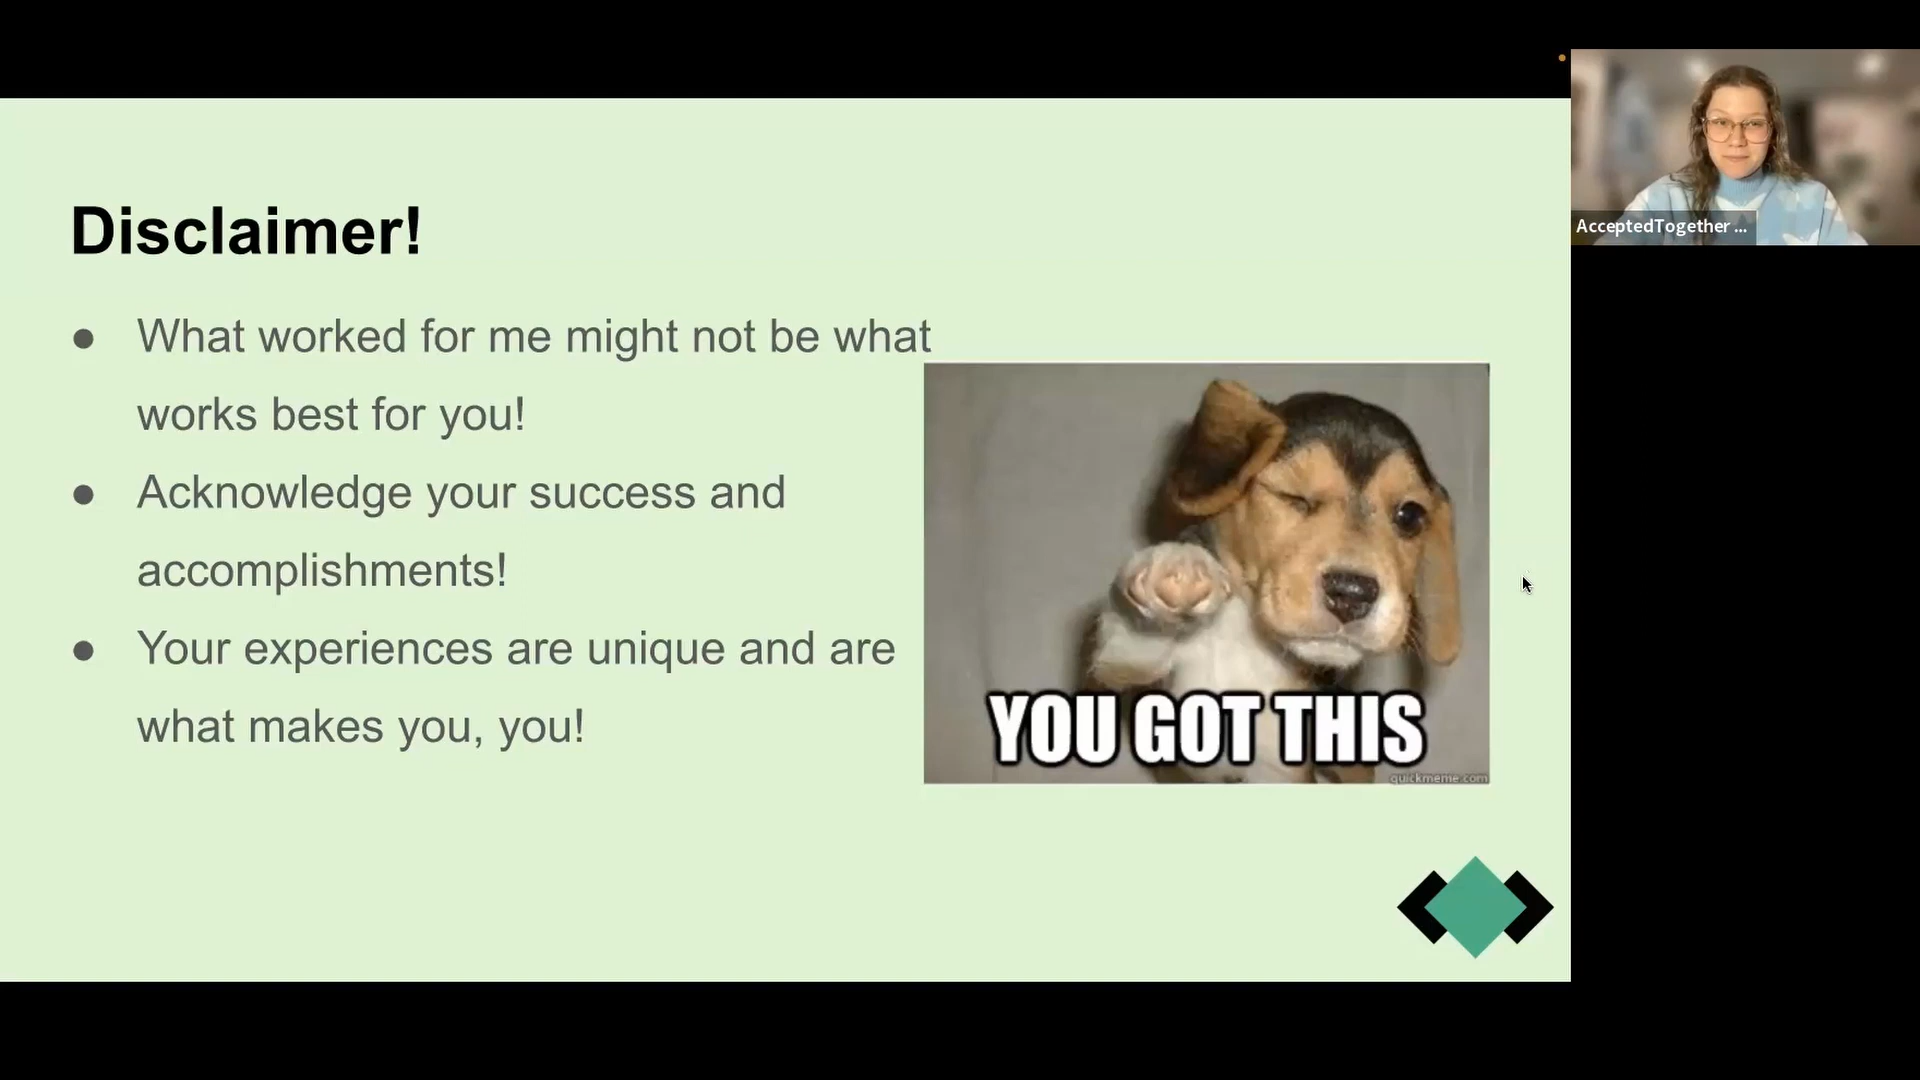 AcceptedTogether ...
Disclaimer!
● What worked for me might not be what
works best for you!
● Acknowledge your success and
accomplishments!
● Your experiences are unique and are
what makes you, you!
YOU GOT THIS
quickmeme.com